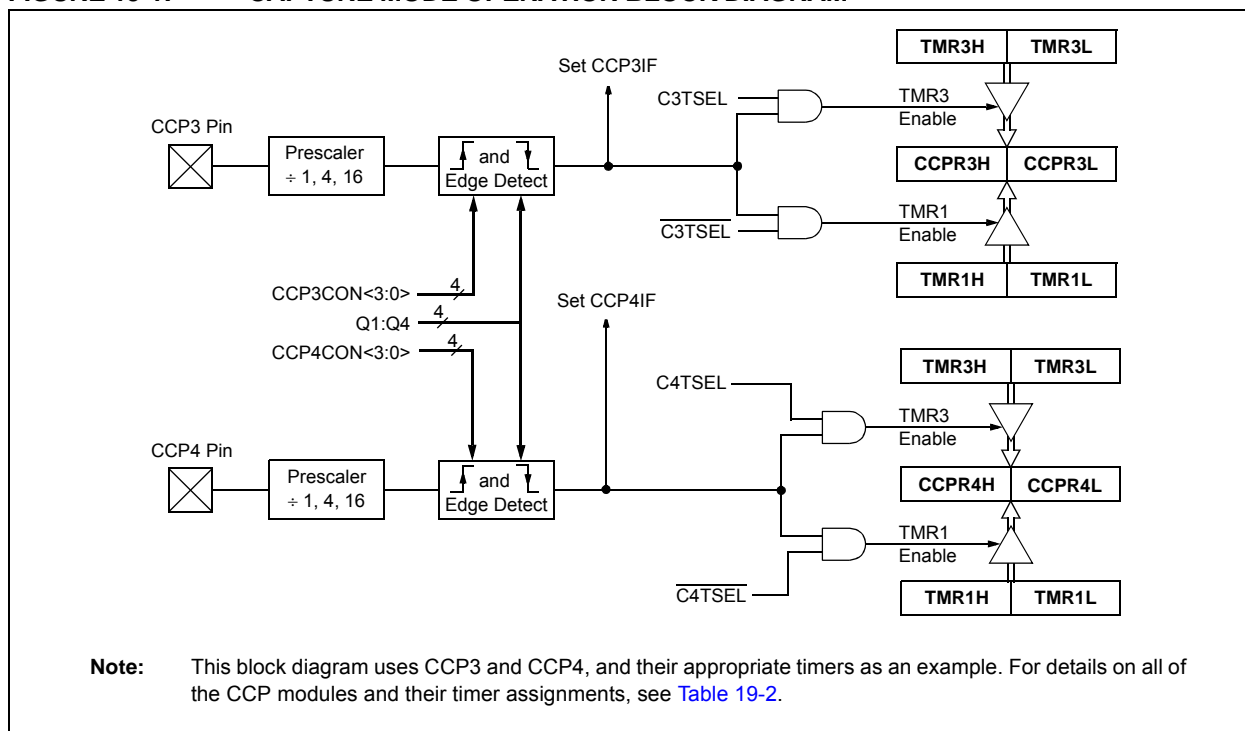 TMR3H TMR3L
Set CCP3IF
C3TSEL
TMR3
Enable
CCP3 Pin
Prescaler
÷ 1, 4, 16
and
Edge Detect
CCPR3H CCPR3L
C3TSEL
TMR1
Enable
TMR1H TMR1L
CCP3CON<3:0> 4
Q1:Q4 4
CCP4CON<3:0> 4
Set CCP4IF
TMR3H TMR3L
C4TSEL
TMR3
Enable
CCP4 Pin
Prescaler
÷ 1, 4, 16
and
Edge Detect
CCPR4H CCPR4L
TMR1
Enable
C4TSEL
TMR1H TMR1L
Note: This block diagram uses CCP3 and CCP4, and their appropriate timers as an example. For details on all of
the CCP modules and their timer assignments, see Table 19-2.